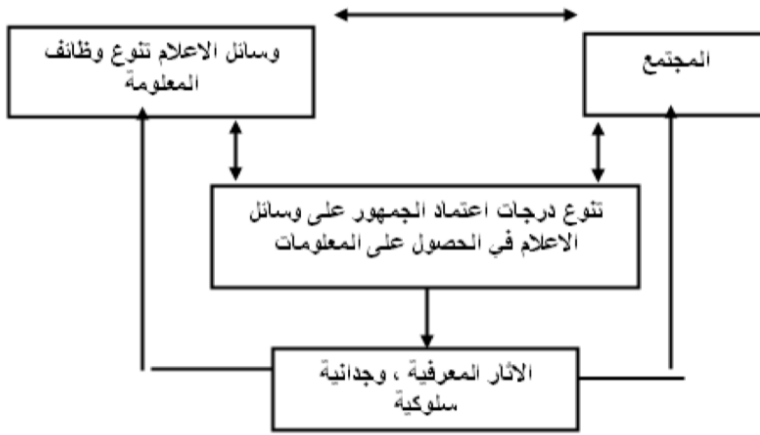 المجتمع
وسائل الاعلام تنوع وظائف
المعلومة
تنوع درجات اعتماد الجمهور على وسائل
الاعلام في الحصول على المعلومات
الاثار المعرفية ، وجدانية
سلوكية